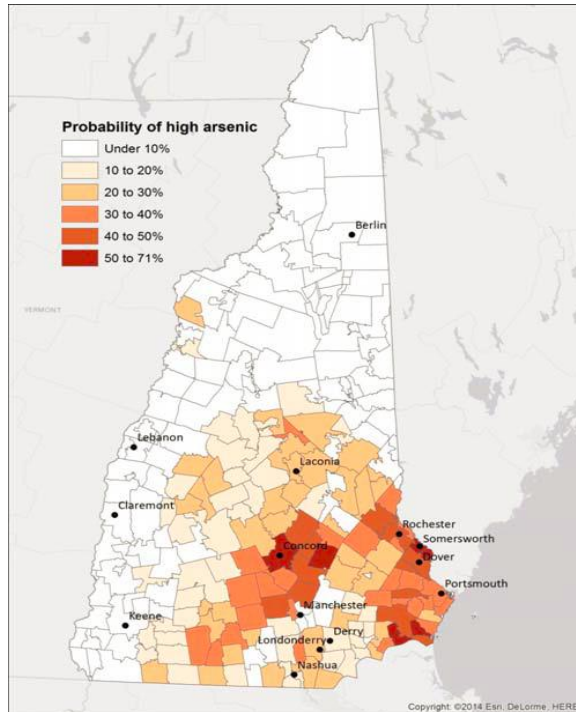 Probability of high arsenic
Under 10%
10 to 20%
20 to 30%
30 to 40%
40 to 50%
50 to 71%
Berlin
VERMONT
Lebanon
Laconia
Claremont
Rochester
Somersworth
Concord
Dover
Portsmouth
Manchester
Keene
Londonderry
Derry
Nashua
Copyright: ©2014 Esri, DeLorme, HERE